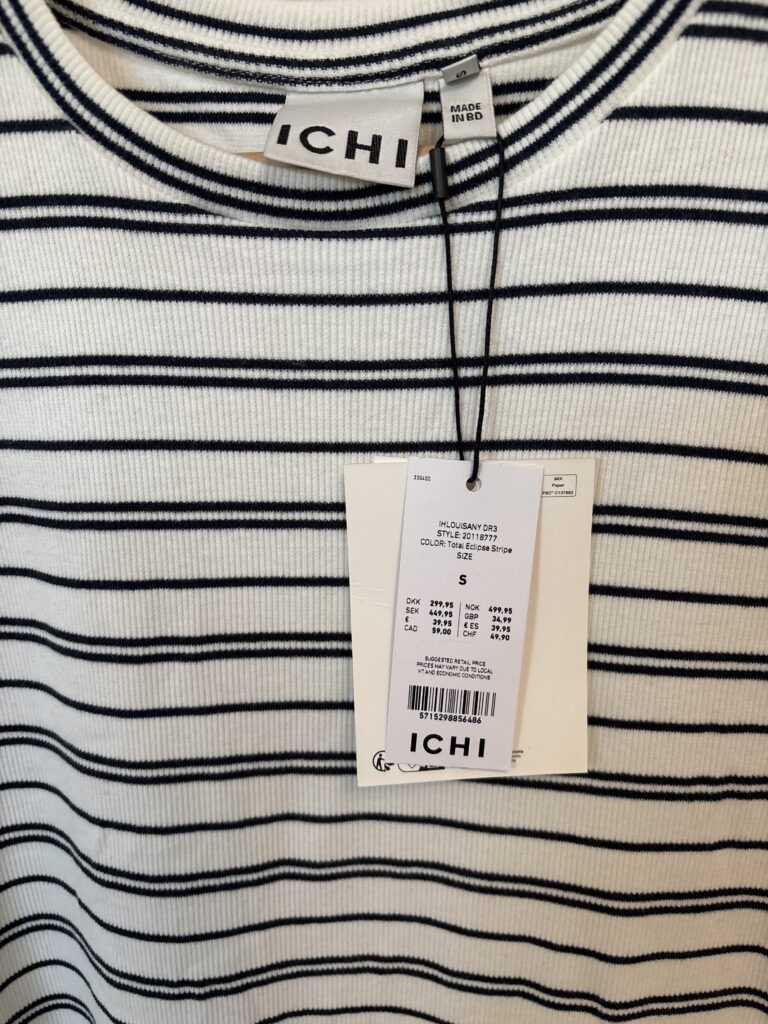 ICHI
S
MADE
IN BD
230400
MIX
Paper
FSC® C137982
IHLOUISANY DR3
STYLE: 20118777
COLOR: Total Eclipse Stripe
SIZE
S
DKK 299,95 NOK 499,95
SEK 449,95 GBP 34,99
€ 39,95 € ES 39,95
CAD 59,00 CHF 49,90
SUGGESTED RETAIL PRICE
PRICES MAY VARY DUE TO LOCAL
VT AND ECONOMIC CONDITIONS
5715298856486
ICHI